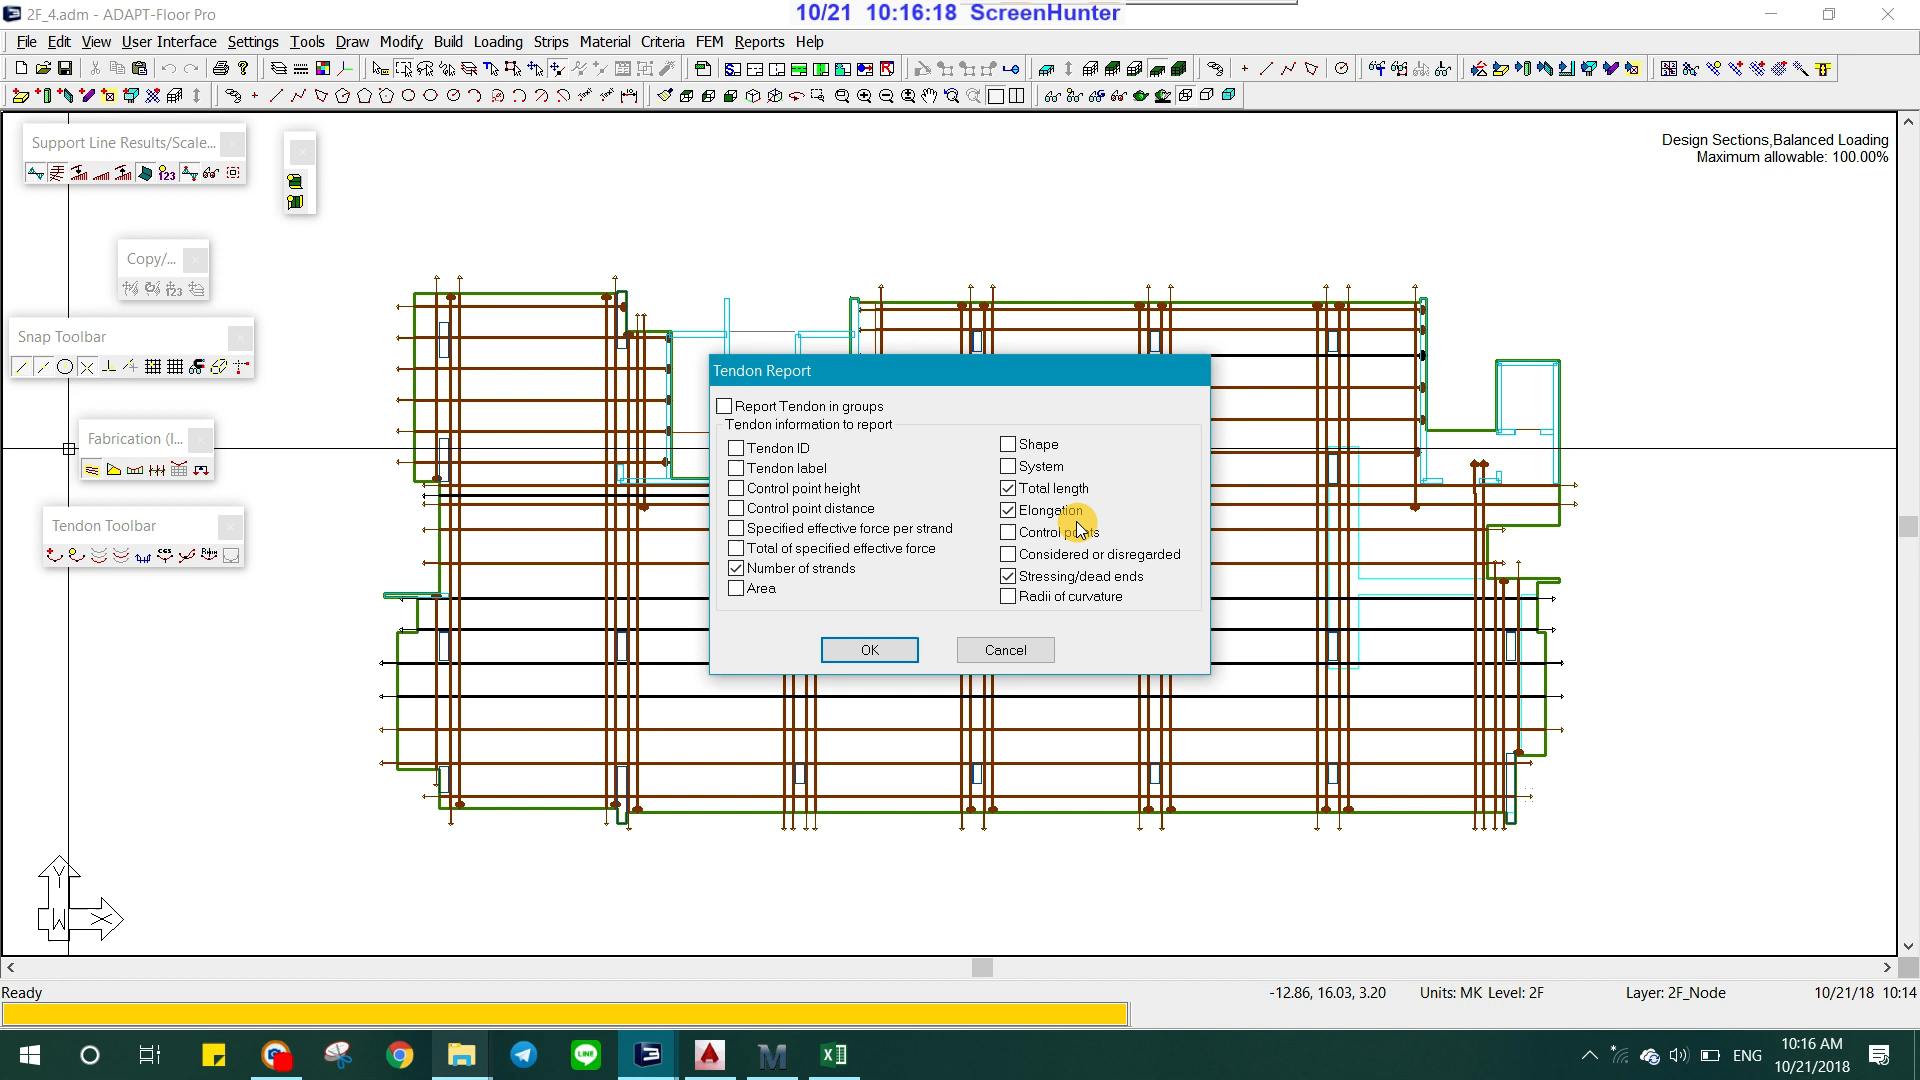 2F_4.adm - ADAPT-Floor Pro
10/21 10:16:18 ScreenHunter
File Edit View User Interface Settings Tools Draw Modify Build Loading Strips Material Criteria FEM Reports Help
Design Sections,Balanced Loading
Maximum allowable: 100.00%
Support Line Results/Scale...
123
Copy/...
123
Snap Toolbar
Fabrication (I...
Tendon Toolbar
Tendon Report
Report Tendon in groups
Tendon information to report
Tendon ID
Tendon label
Control point height
Control point distance
Specified effective force per strand
Total of specified effective force
Number of strands
Area
Shape
System
Total length
Elongation
Control points
Considered or disregarded
Stressing/dead ends
Radii of curvature
OK
Cancel
Y
W X
Ready
-12.86, 16.03, 3.20
Units: MK Level: 2F
Layer: 2F_Node
10/21/18 10:14
ENG
10:16 AM
10/21/2018